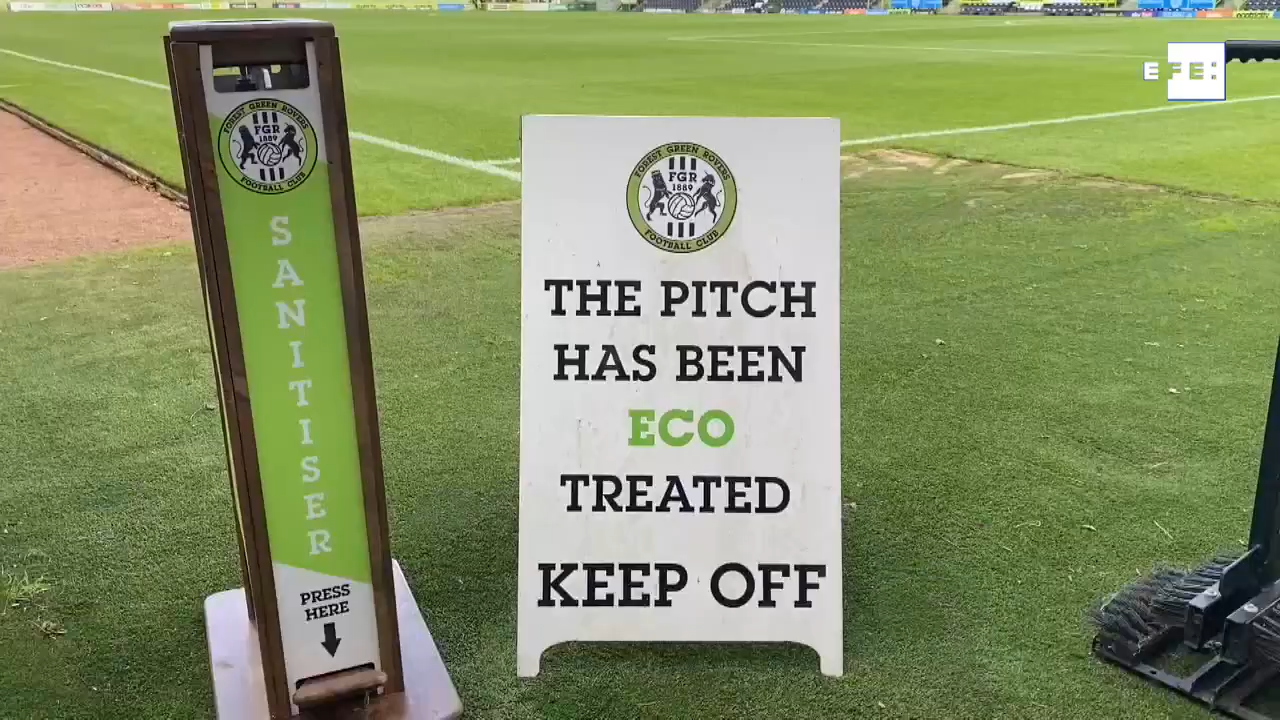 EFE:
FOREST GREEN ROVERS
FGR
1889
FOOTBALL CLUB
SANITISER
PRESS
HERE
FOREST GREEN ROVERS
FGR
1889
FOOTBALL CLUB
THE PITCH
HAS BEEN
ECO
TREATED
KEEP OFF